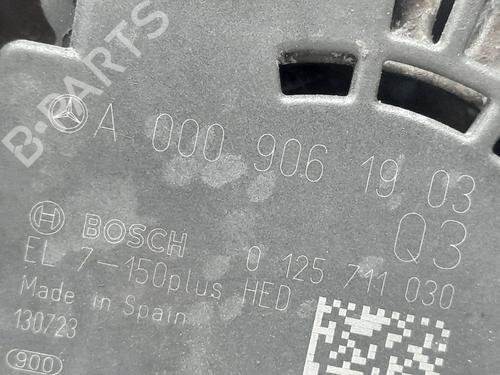 B-PARTS
A 000 906 19 03
Q3
BOSCH
EL 7-150plus HED 0 125 711 030
Made in Spain
130723
900